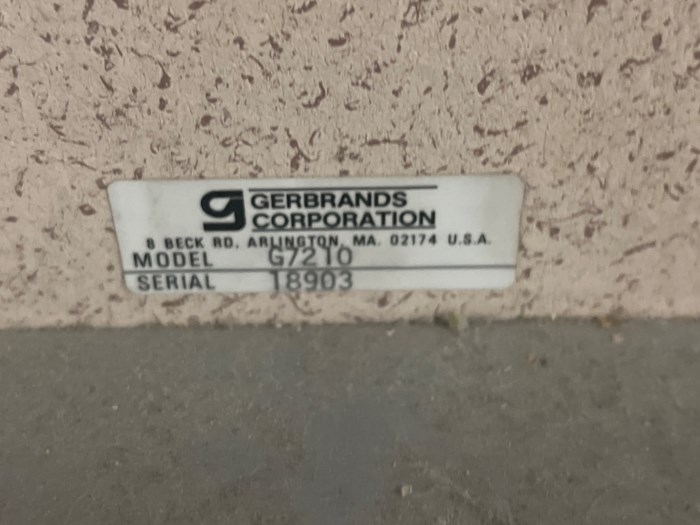 GERBRANDS
CORPORATION
8 BECK RD. ARLINGTON, MA. 02174 U.S.A.
MODEL G7210
SERIAL 18903